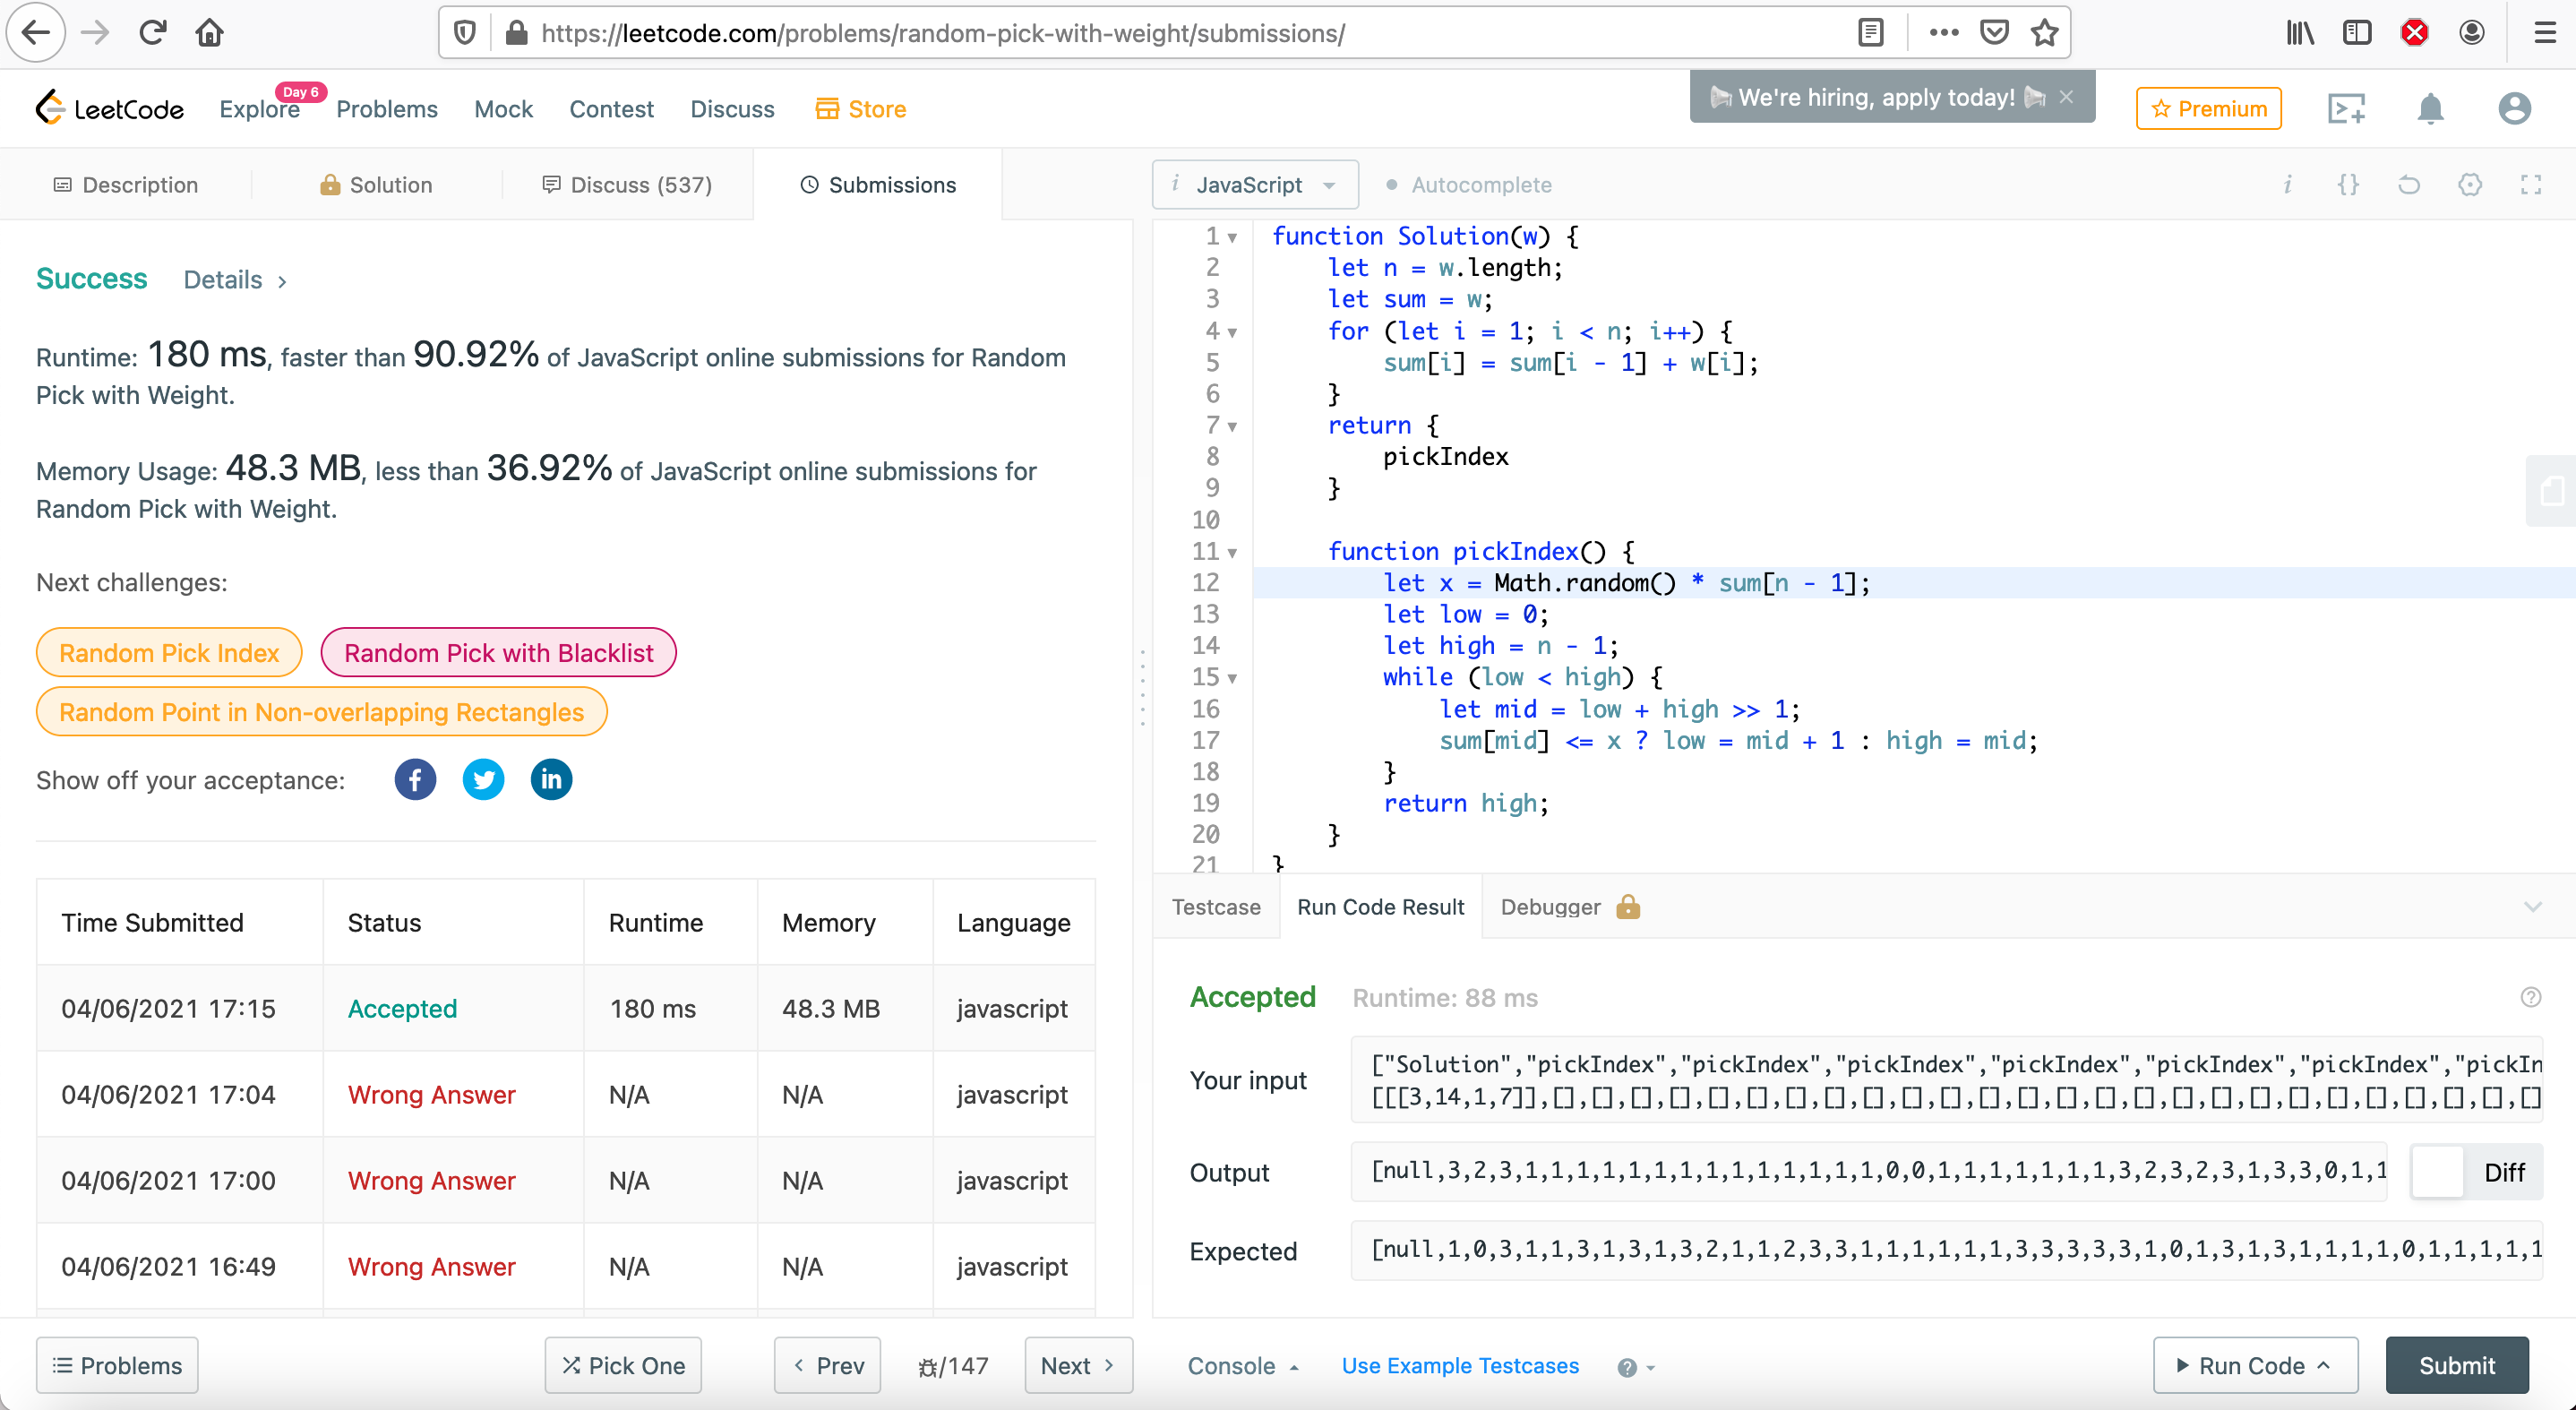 https://leetcode.com/problems/random-pick-with-weight/submissions/
LeetCode
Explore
Day 6
Problems
Mock
Contest
Discuss
Store
We're hiring, apply today!
Premium
Description
Solution
Discuss (537)
Submissions
Success
Details
Runtime: 180 ms, faster than 90.92% of JavaScript online submissions for Random
Pick with Weight.
Memory Usage: 48.3 MB, less than 36.92% of JavaScript online submissions for
Random Pick with Weight.
Next challenges:
Random Pick Index
Random Pick with Blacklist
Random Point in Non-overlapping Rectangles
Show off your acceptance:
Time Submitted Status Runtime Memory Language
04/06/2021 17:15 Accepted 180 ms 48.3 MB javascript
04/06/2021 17:04 Wrong Answer N/A N/A javascript
04/06/2021 17:00 Wrong Answer N/A N/A javascript
04/06/2021 16:49 Wrong Answer N/A N/A javascript
Problems
Pick One
Prev
/147
Next
i JavaScript
Autocomplete
1 function Solution(w) {
2 let n = w.length;
3 let sum = w;
4 for (let i = 1; i < n; i++) {
5 sum[i] = sum[i - 1] + w[i];
6 }
7 return {
8 pickIndex
9 }
10
11 function pickIndex() {
12 let x = Math.random() * sum[n - 1];
13 let low = 0;
14 let high = n - 1;
15 while (low < high) {
16 let mid = low + high >> 1;
17 sum[mid] <= x ? low = mid + 1 : high = mid;
18 }
19 return high;
20 }
21 }
Testcase
Run Code Result
Debugger
Accepted Runtime: 88 ms
Your input
["Solution","pickIndex","pickIndex","pickIndex","pickIndex","pickIndex","pickIndex","pickIn
[[[3,14,1,7]],[],[],[],[],[],[],[],[],[],[],[],[],[],[],[],[],[],[],[],[],[],[],[],[],[],[]
Output
[null,3,2,3,1,1,1,1,1,1,1,1,1,1,1,1,1,1,0,0,1,1,1,1,1,1,1,3,2,3,2,3,1,3,3,0,1,1
Diff
Expected
[null,1,0,3,1,1,3,1,3,1,3,2,1,1,2,3,3,1,1,1,1,1,1,3,3,3,3,3,1,0,1,3,1,3,1,1,1,1,0,1,1,1,1,1
Console
Use Example Testcases
Run Code
Submit